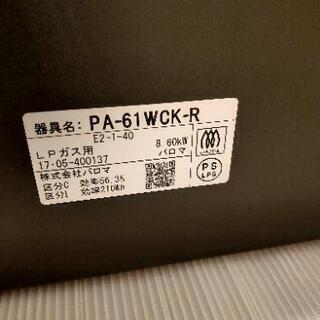 器具名: PA-61WCK-R
E2-1-40
LPガス用 8.60kW
17.05-400137 パロマ
株式会社パロマ
区分C 効率56.3%
区分L 効率210Wh
PS
LPG